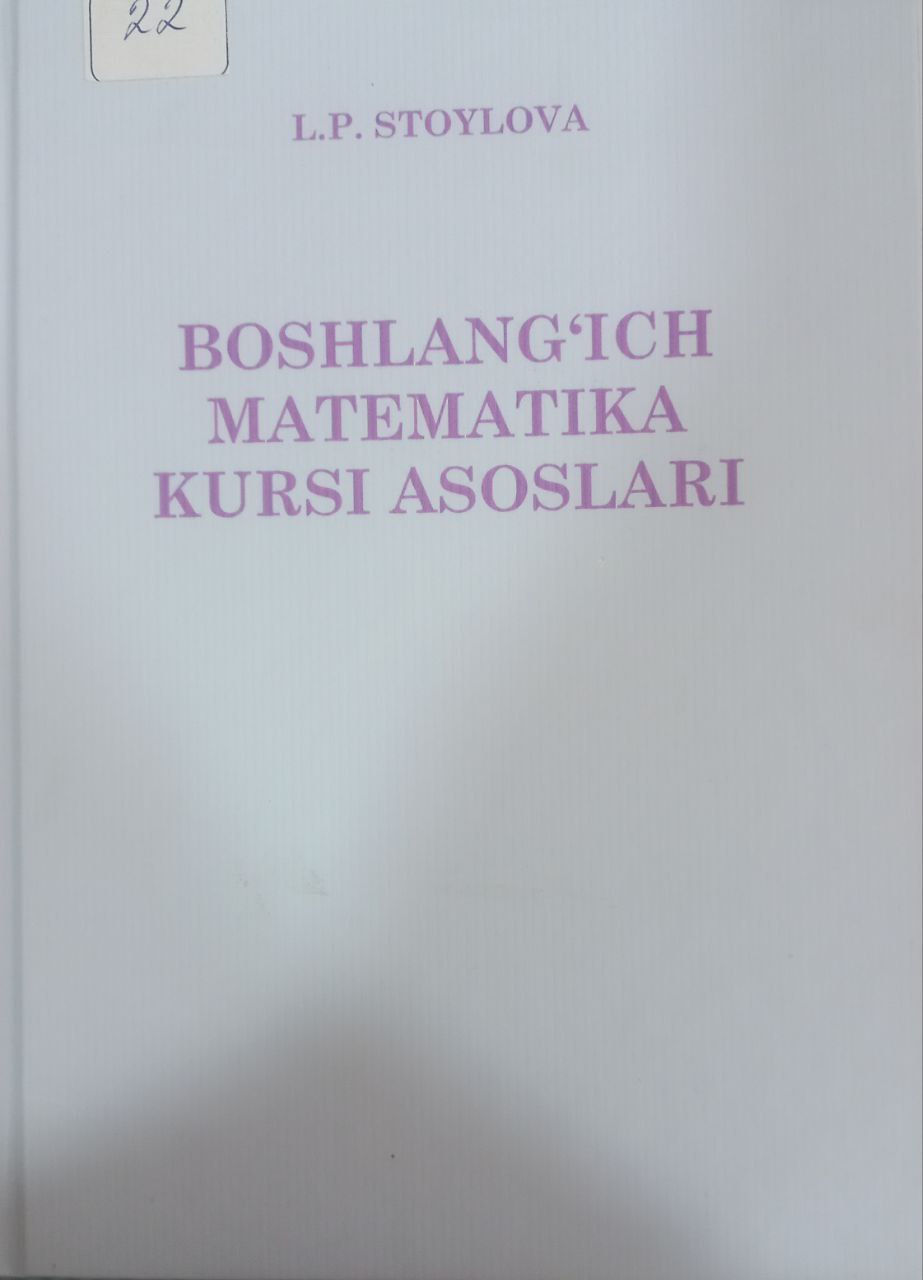 22
L.P. STOYLOVA
BOSHLANG‘ICH
MATEMATIKA
KURSI ASOSLARI